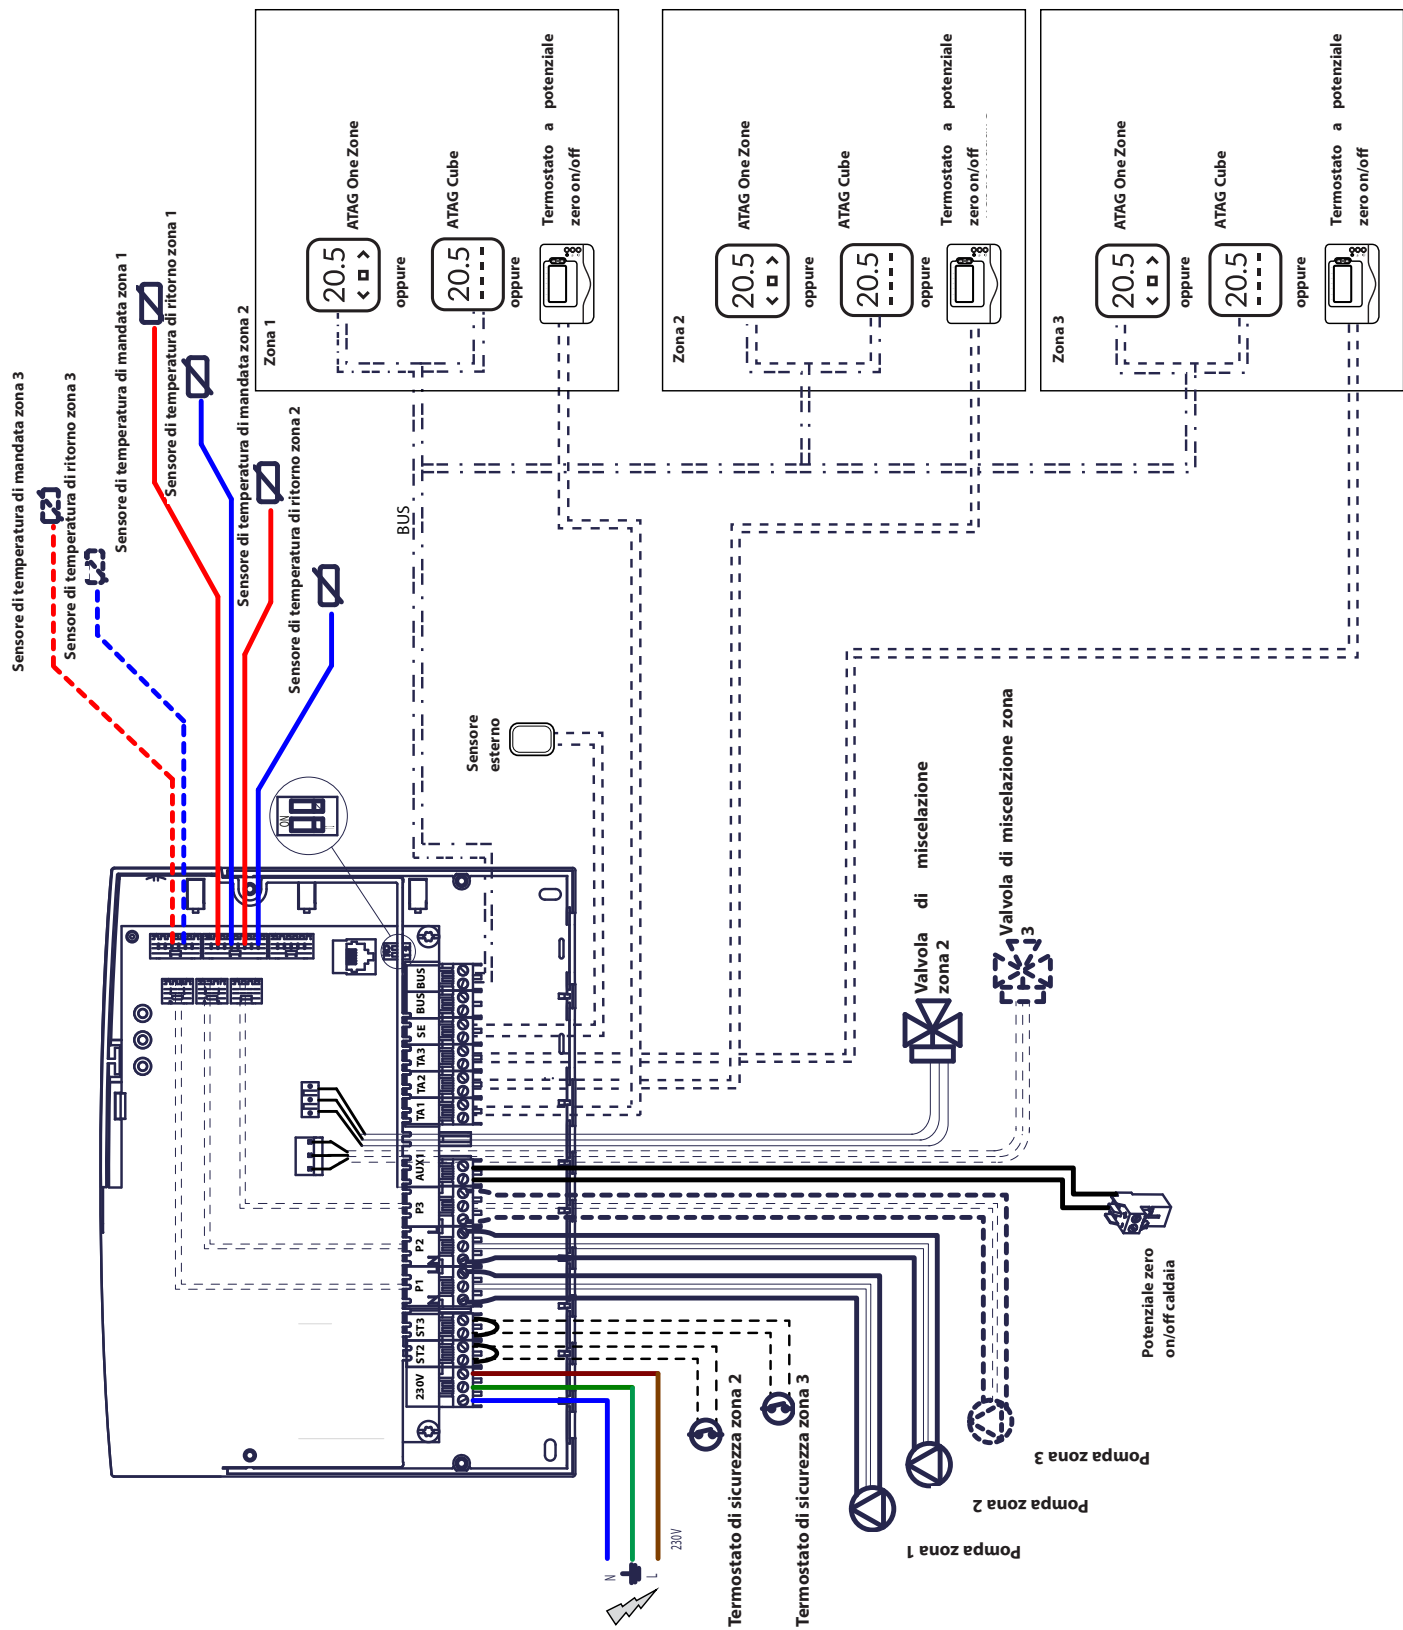 Sensore di temperatura di mandata zona 3
Sensore di temperatura di ritorno zona 3
Sensore di temperatura di mandata zona 1
Sensore di temperatura di ritorno zona 1
Sensore di temperatura di mandata zona 2
Sensore di temperatura di ritorno zona 2
Zona 1
20.5
ATAG One Zone
oppure
20.5
ATAG Cube
oppure
Termostato a potenziale
zero on/off
Zona 2
20.5
ATAG One Zone
oppure
20.5
ATAG Cube
oppure
Termostato a potenziale
zero on/off
Zona 3
20.5
ATAG One Zone
oppure
20.5
ATAG Cube
oppure
Termostato a potenziale
zero on/off
BUS
Sensore
esterno
ON
230V
ST2
ST3
P1
P2
P3
AUX1
TA1
TA2
TA3
SE
BUS
BUS
N
L
N
L
Valvola di miscelazione
zona 2
Valvola di miscelazione zona
3
Potenziale zero
on/off caldaia
Pompa zona 3
Pompa zona 2
Pompa zona 1
Termostato di sicurezza zona 2
Termostato di sicurezza zona 3
N
L
230V